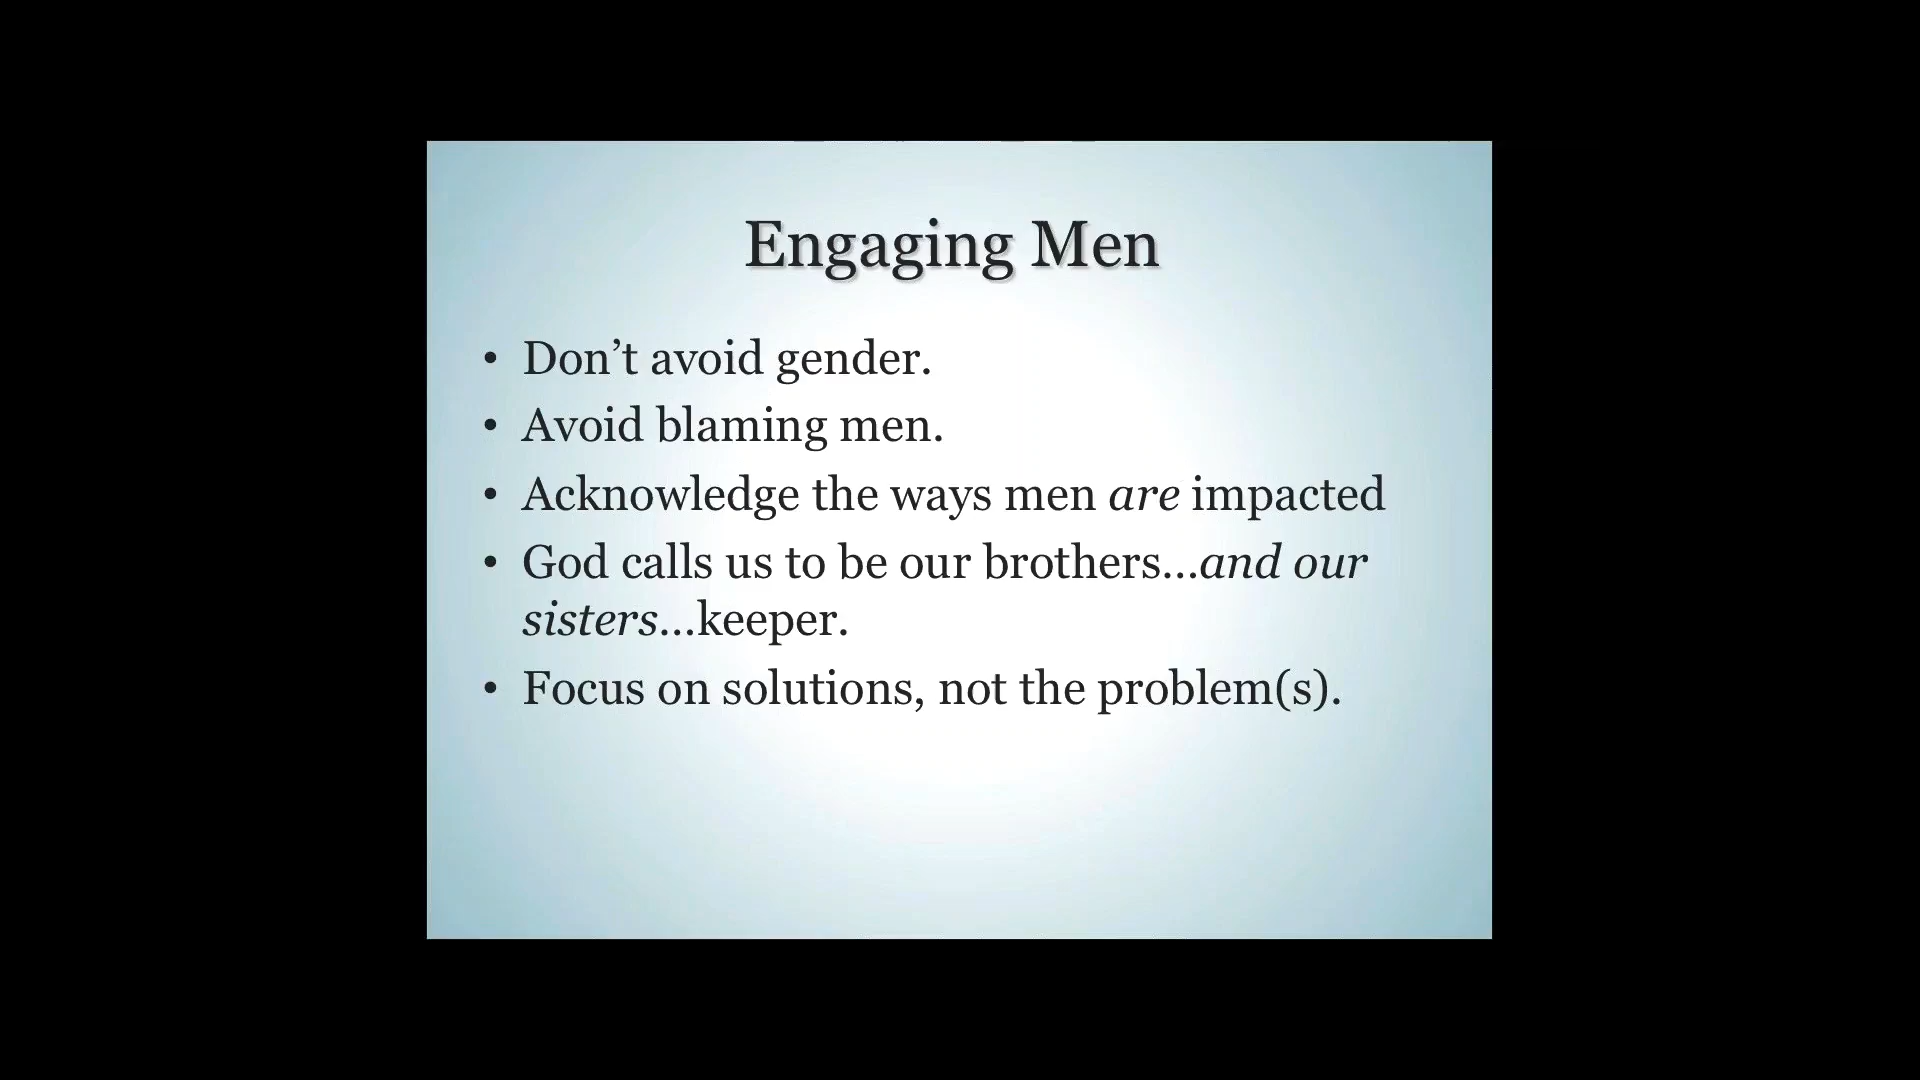 Engaging Men
• Don’t avoid gender.
• Avoid blaming men.
• Acknowledge the ways men are impacted
• God calls us to be our brothers…and our
sisters…keeper.
• Focus on solutions, not the problem(s).